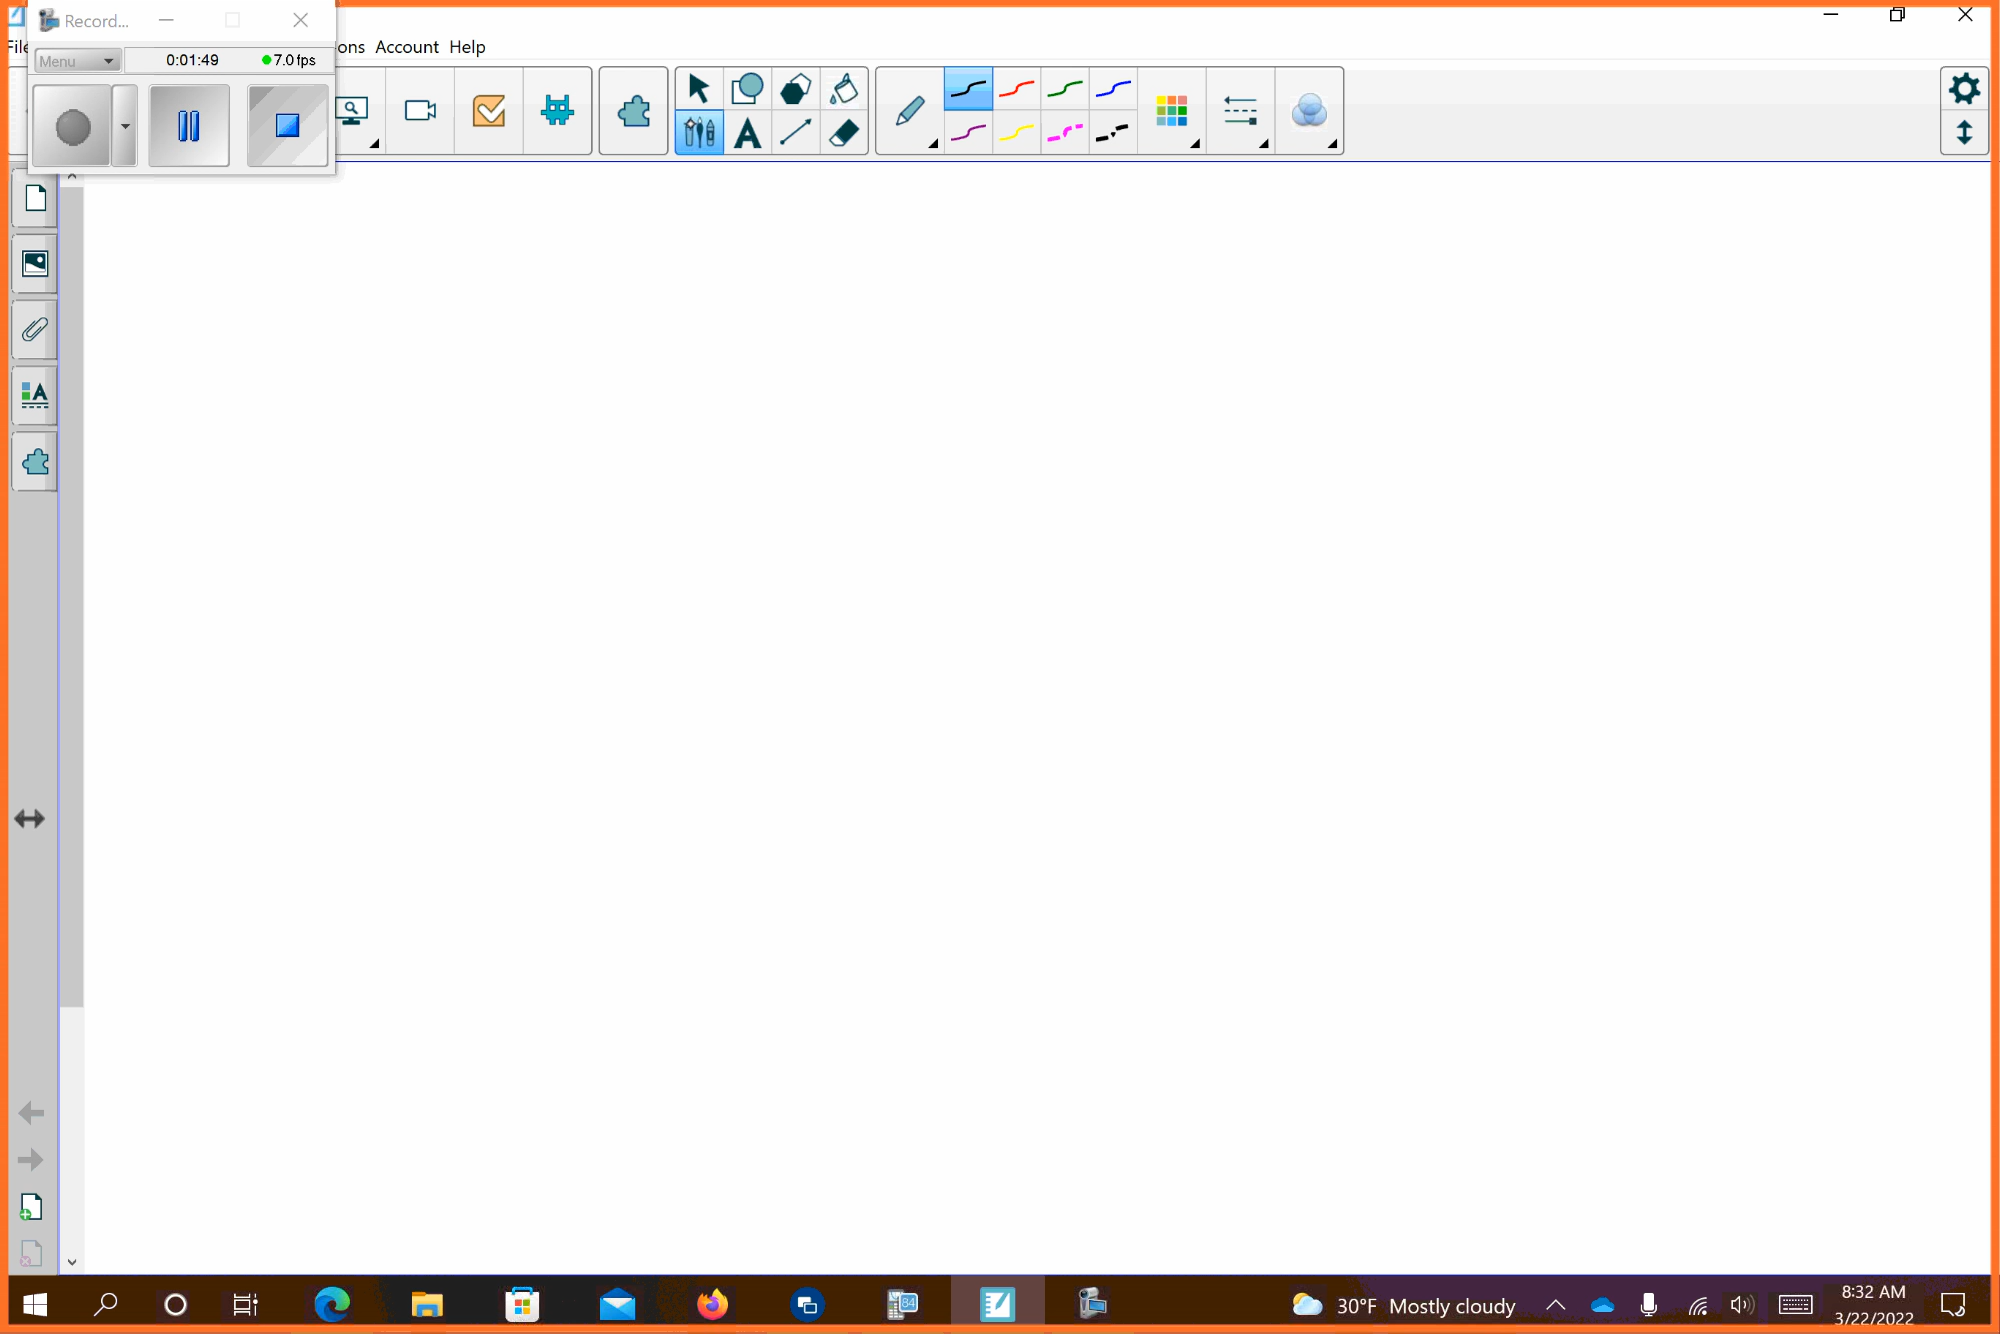 Record...
File
ons Account Help
Menu
0:01:49
7.0 fps
A
A
84
30°F Mostly cloudy
8:32 AM
3/22/2022